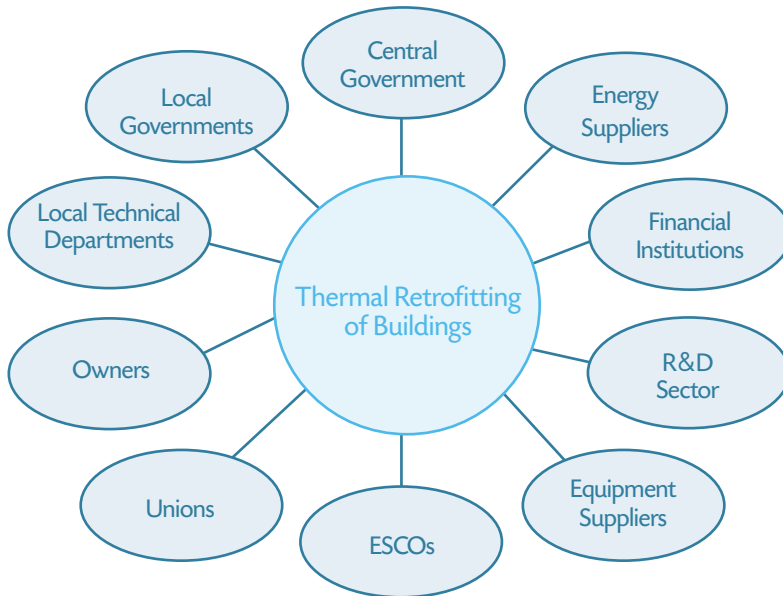 Central
Government
Energy
Suppliers
Financial
Institutions
R&D
Sector
Equipment
Suppliers
ESCOs
Unions
Owners
Local Technical
Departments
Local
Governments
Thermal Retrofitting
of Buildings